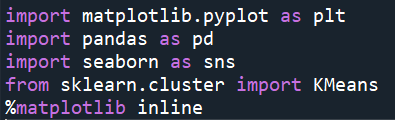 import matplotlib.pyplot as plt
import pandas as pd
import seaborn as sns
from sklearn.cluster import KMeans
%matplotlib inline